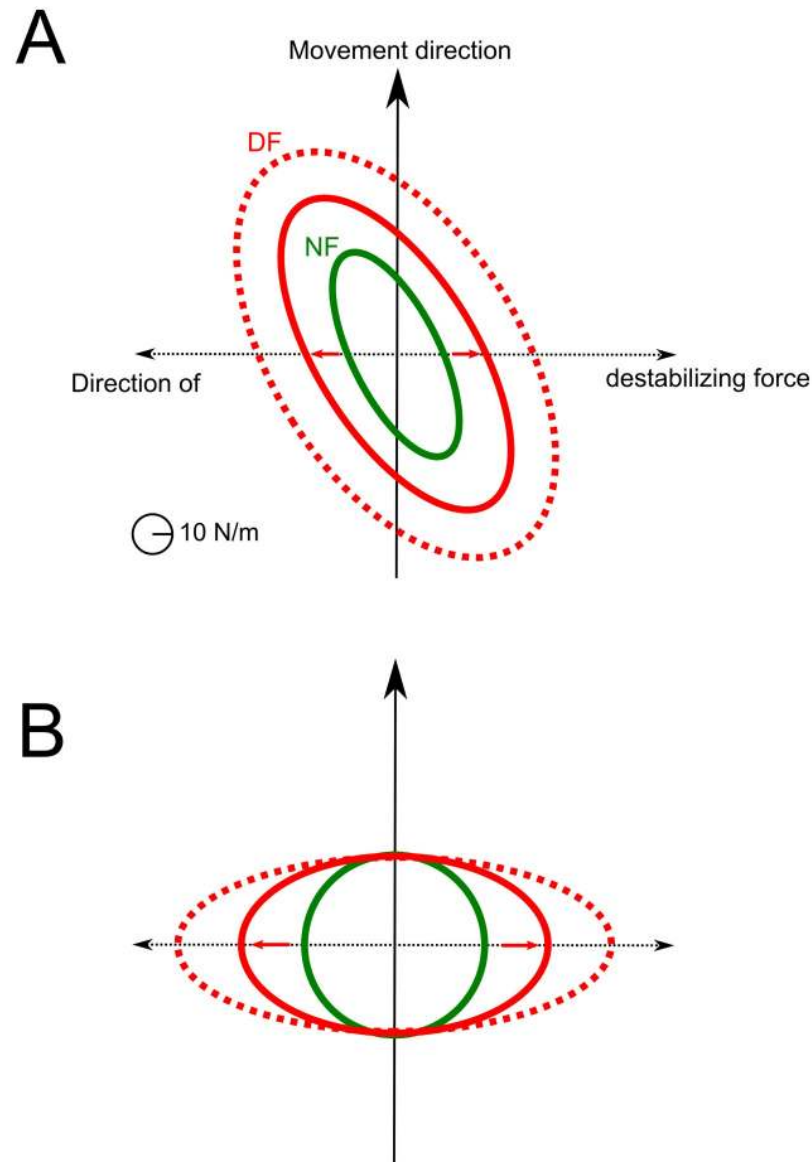 A
Movement direction
DF
NF
Direction of
destabilizing force
10 N/m
B